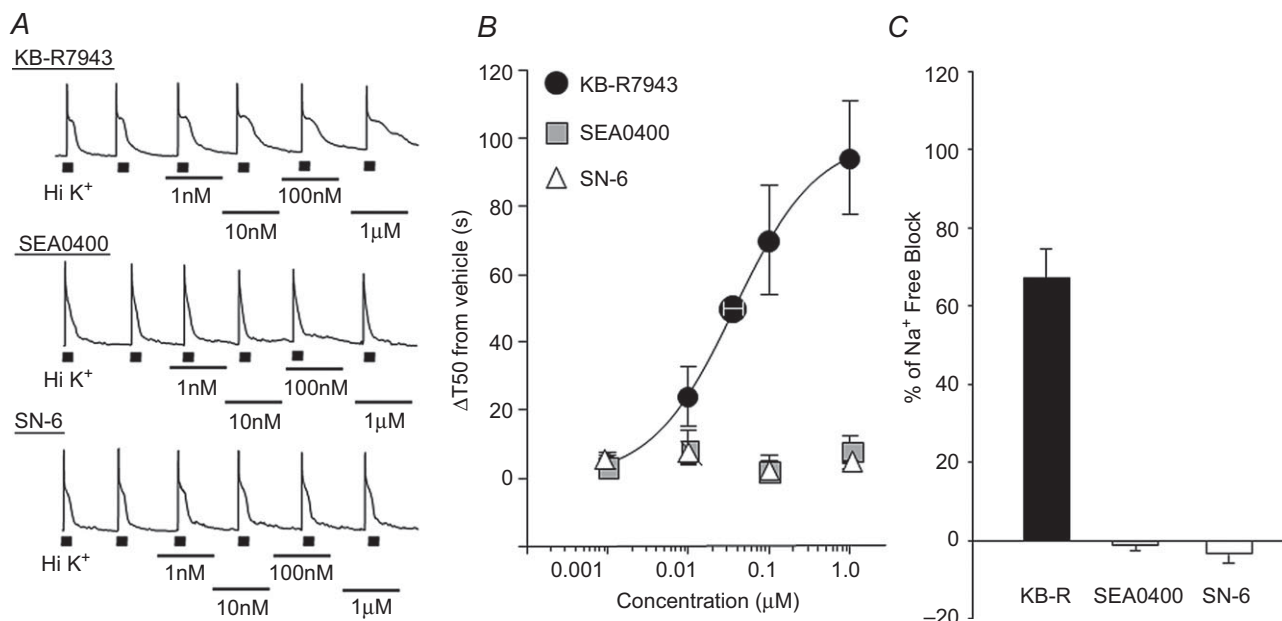 A
KB-R7943
Hi K⁺
1nM
100nM
10nM
1μM
SEA0400
Hi K⁺
1nM
100nM
10nM
1μM
SN-6
Hi K⁺
1nM
100nM
10nM
1μM
B
120
100
80
60
40
20
0
ΔT50 from vehicle (s)
KB-R7943
SEA0400
SN-6
0.001
0.01
0.1
1.0
Concentration (μM)
C
120
100
80
60
40
20
0
–20
% of Na⁺ Free Block
KB-R
SEA0400
SN-6